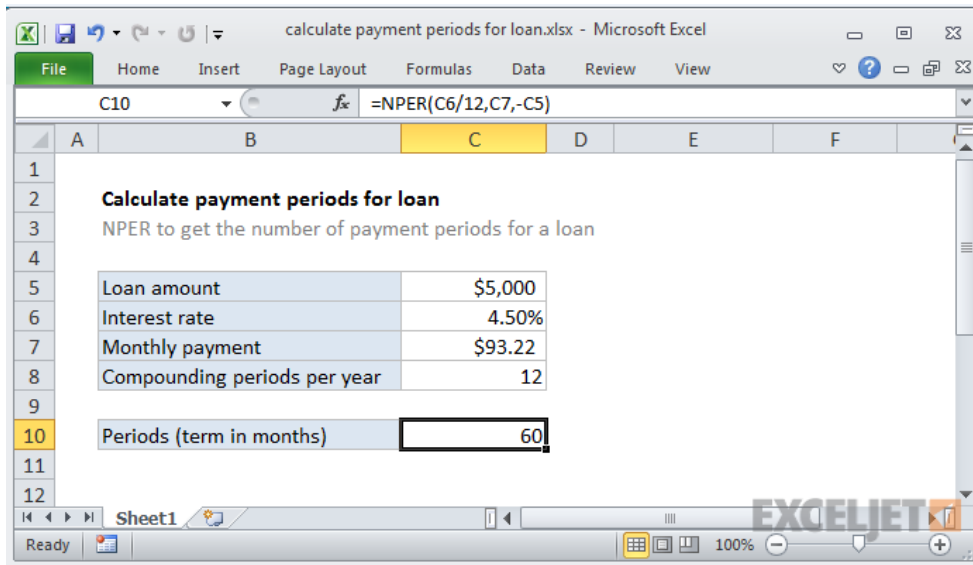 calculate payment periods for loan.xlsx - Microsoft Excel
File Home Insert Page Layout Formulas Data Review View
C10 fx =NPER(C6/12,C7,-C5)
A B C D E F
1
2 Calculate payment periods for loan
3 NPER to get the number of payment periods for a loan
4
5 Loan amount $5,000
6 Interest rate 4.50%
7 Monthly payment $93.22
8 Compounding periods per year 12
9
10 Periods (term in months) 60
11
12
Sheet1
EXCELJET
Ready 100%